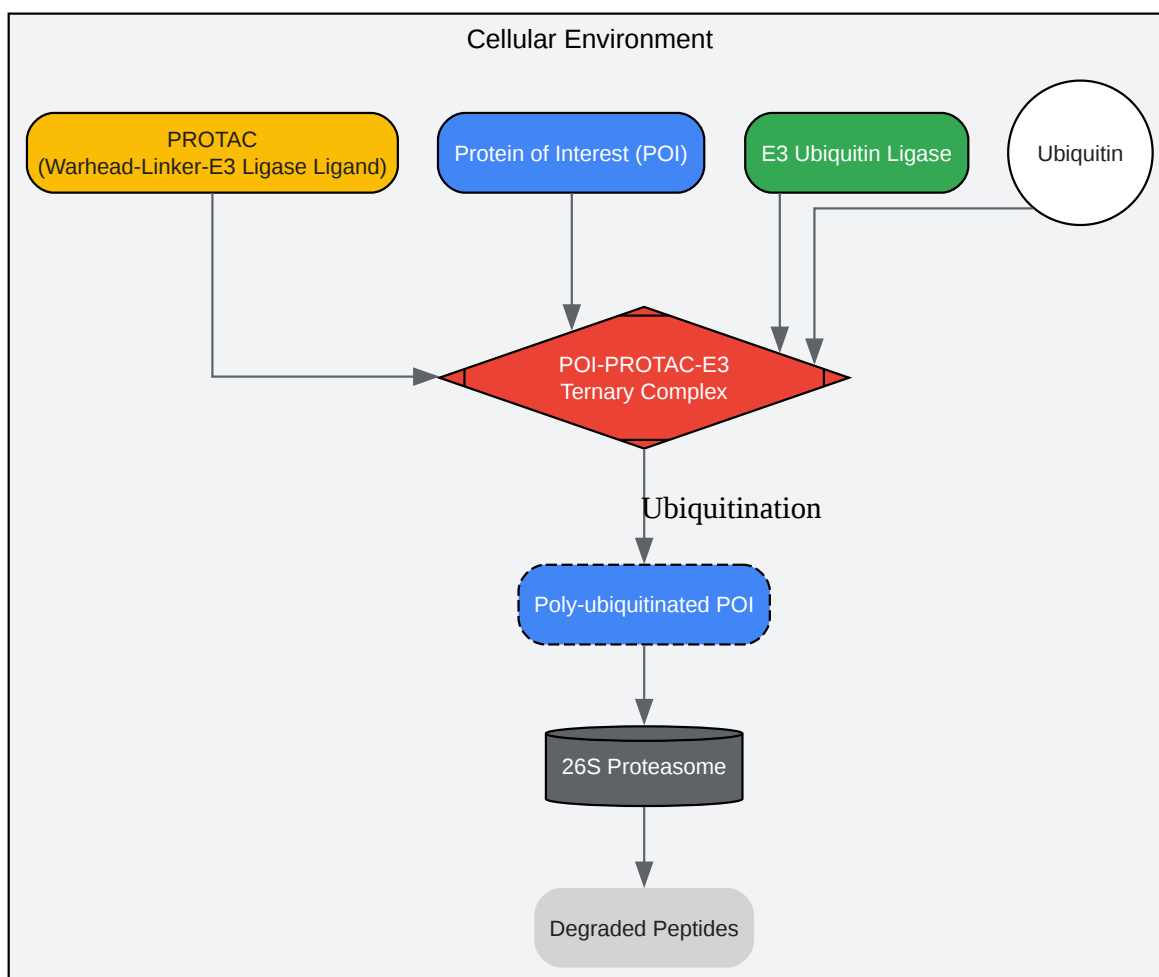 Cellular Environment
PROTAC
(Warhead-Linker-E3 Ligase Ligand)
Protein of Interest (POI)
E3 Ubiquitin Ligase
Ubiquitin
POI-PROTAC-E3
Ternary Complex
Ubiquitination
Poly-ubiquitinated POI
26S Proteasome
Degraded Peptides